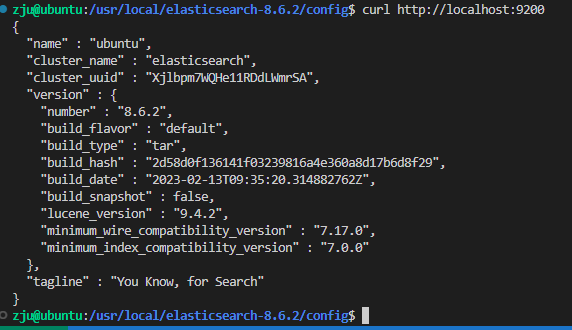 zju@ubuntu:/usr/local/elasticsearch-8.6.2/config$ curl http://localhost:9200
{
  "name" : "ubuntu",
  "cluster_name" : "elasticsearch",
  "cluster_uuid" : "Xjlbpm7WQHe11RDdLWmrSA",
  "version" : {
    "number" : "8.6.2",
    "build_flavor" : "default",
    "build_type" : "tar",
    "build_hash" : "2d58d0f136141f03239816a4e360a8d17b6d8f29",
    "build_date" : "2023-02-13T09:35:20.314882762Z",
    "build_snapshot" : false,
    "lucene_version" : "9.4.2",
    "minimum_wire_compatibility_version" : "7.17.0",
    "minimum_index_compatibility_version" : "7.0.0"
  },
  "tagline" : "You Know, for Search"
}
zju@ubuntu:/usr/local/elasticsearch-8.6.2/config$